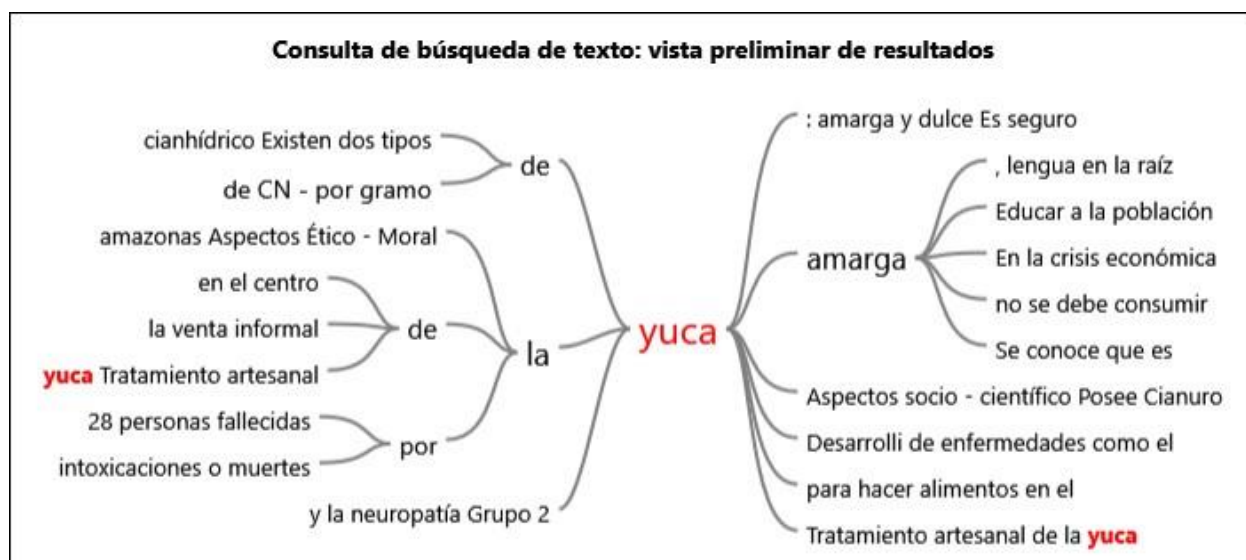 Consulta de búsqueda de texto: vista preliminar de resultados
cianhídrico Existen dos tipos
de CN - por gramo
de
amazonas Aspectos Ético - Moral
en el centro
la venta informal
yuca Tratamiento artesanal
de
28 personas fallecidas
intoxicaciones o muertes
por
la
y la neuropatía Grupo 2
yuca
: amarga y dulce Es seguro
amarga
, lengua en la raíz
Educar a la población
En la crisis económica
no se debe consumir
Se conoce que es
Aspectos socio - científico Posee Cianuro
Desarrolli de enfermedades como el
para hacer alimentos en el
Tratamiento artesanal de la yuca